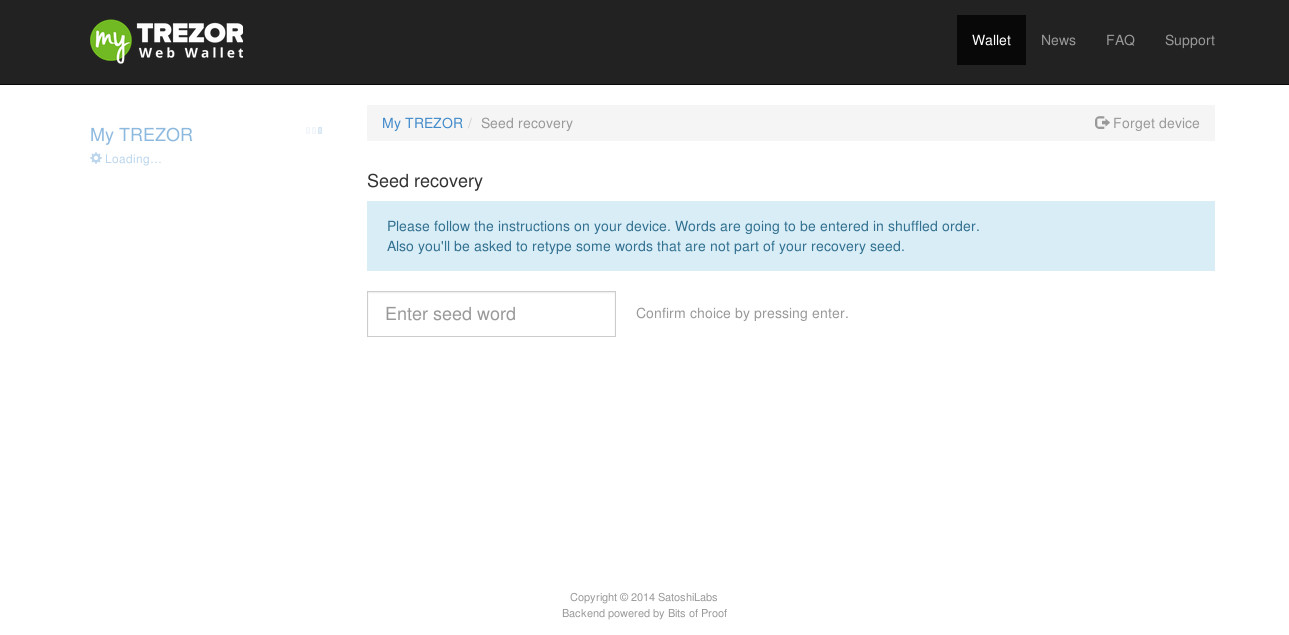 my TREZOR
Web Wallet
Wallet News FAQ Support
My TREZOR
Loading...
My TREZOR / Seed recovery
Forget device
Seed recovery
Please follow the instructions on your device. Words are going to be entered in shuffled order.
Also you'll be asked to retype some words that are not part of your recovery seed.
Enter seed word
Confirm choice by pressing enter.
Copyright © 2014 SatoshiLabs
Backend powered by Bits of Proof